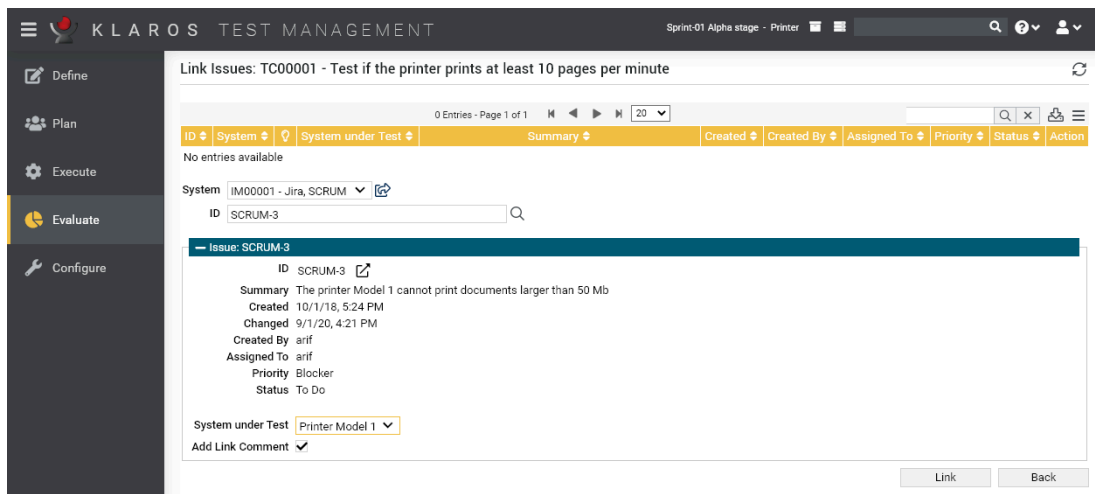 KLAROS TEST MANAGEMENT
Sprint-01 Alpha stage - Printer
Define
Plan
Execute
Evaluate
Configure
Link Issues: TC00001 - Test if the printer prints at least 10 pages per minute
0 Entries - Page 1 of 1 20
ID System System under Test Summary Created Created By Assigned To Priority Status Action
No entries available
System IM00001 - Jira, SCRUM
ID SCRUM-3
Issue: SCRUM-3
ID SCRUM-3
Summary The printer Model 1 cannot print documents larger than 50 Mb
Created 10/1/18, 5:24 PM
Changed 9/1/20, 4:21 PM
Created By arif
Assigned To arif
Priority Blocker
Status To Do
System under Test Printer Model 1
Add Link Comment
Link Back